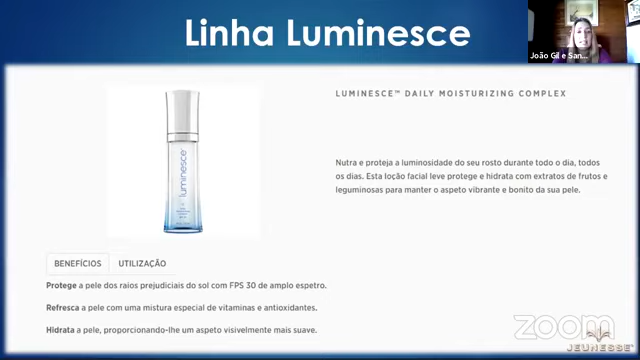 Linha Luminesce
João Gil e San...
LUMINESCE™ DAILY MOISTURIZING COMPLEX
luminesce
Nutra e proteja a luminosidade do seu rosto durante todo o dia, todos
os dias. Esta loção facial leve protege e hidrata com extratos de frutos e
leguminosas para manter o aspeto vibrante e bonito da sua pele.
BENEFÍCIOS UTILIZAÇÃO
Protege a pele dos raios prejudiciais do sol com FPS 30 de amplo espetro.
Refresca a pele com uma mistura especial de vitaminas e antioxidantes.
Hidrata a pele, proporcionando-lhe um aspeto visivelmente mais suave.
zoom
JEUNESSE